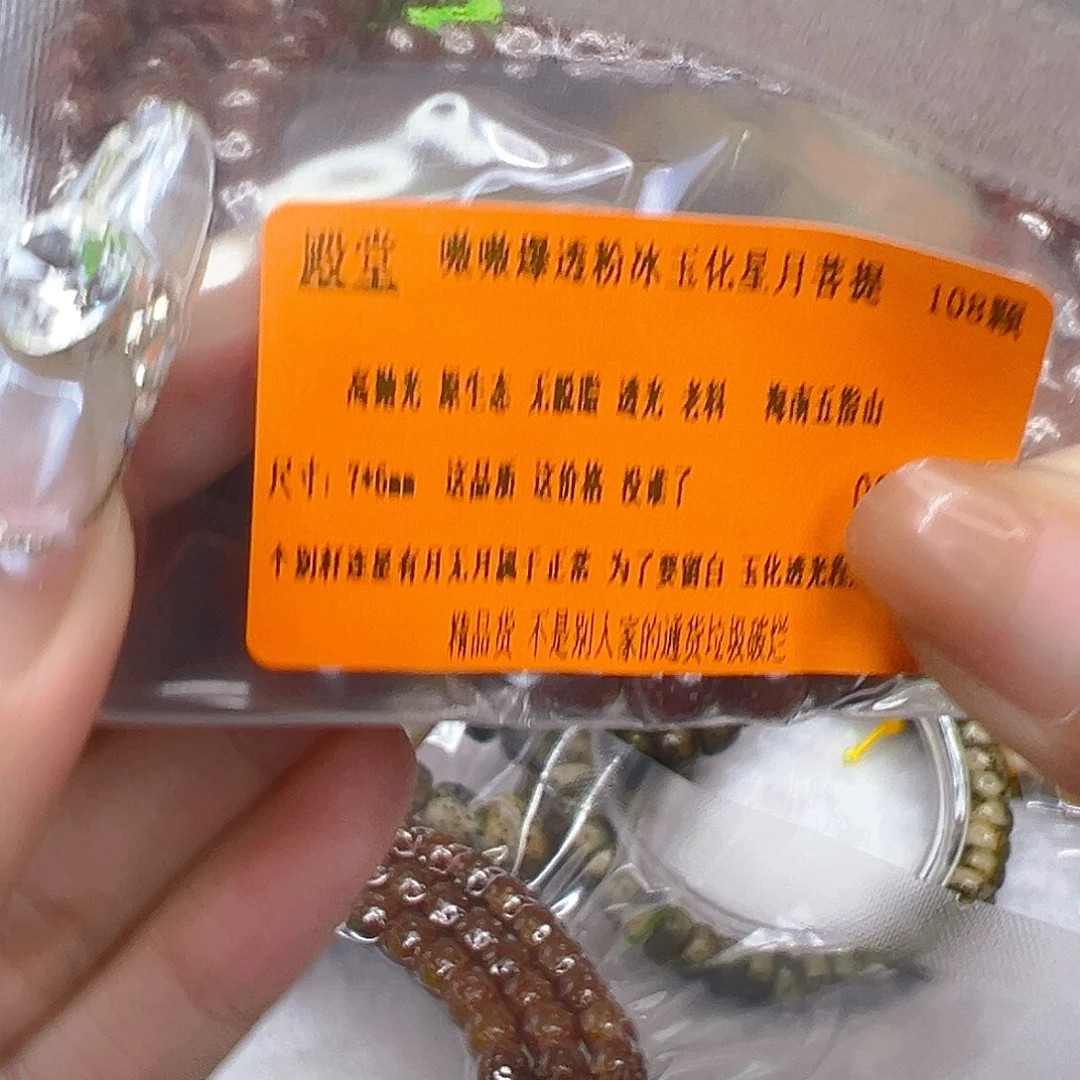 殿堂 嗷嗷爆透粉冰玉化星月菩提 108颗
高抛光 原生态 无脱脂 透光 老料 海南五指山
尺寸: 7*6mm 这品质 这价格 没谁了
个别籽连星有月无月属于正常 为了要留白 玉化透光
精品货 不是别人家的通货垃圾破烂